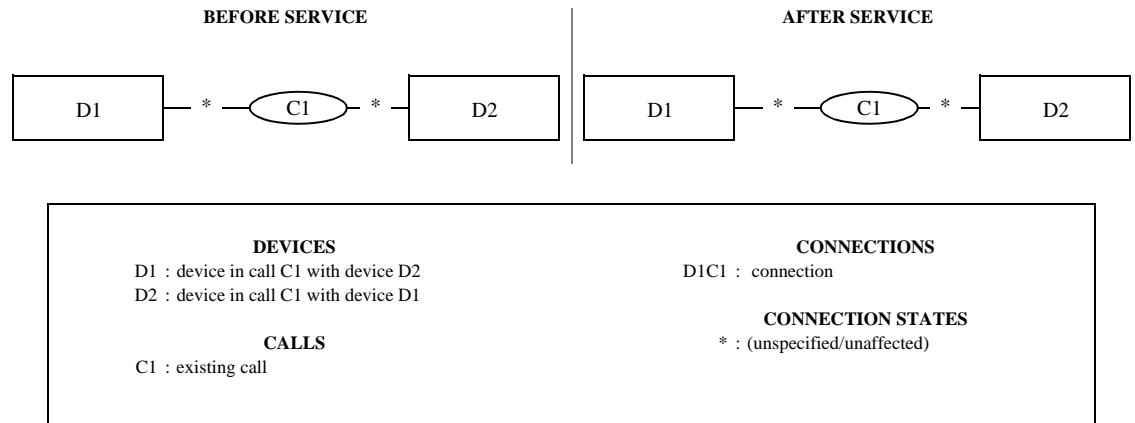 BEFORE SERVICE
AFTER SERVICE
D1 * C1 * D2
D1 * C1 * D2
DEVICES
D1 : device in call C1 with device D2
D2 : device in call C1 with device D1
CALLS
C1 : existing call
CONNECTIONS
D1C1 : connection
CONNECTION STATES
* : (unspecified/unaffected)